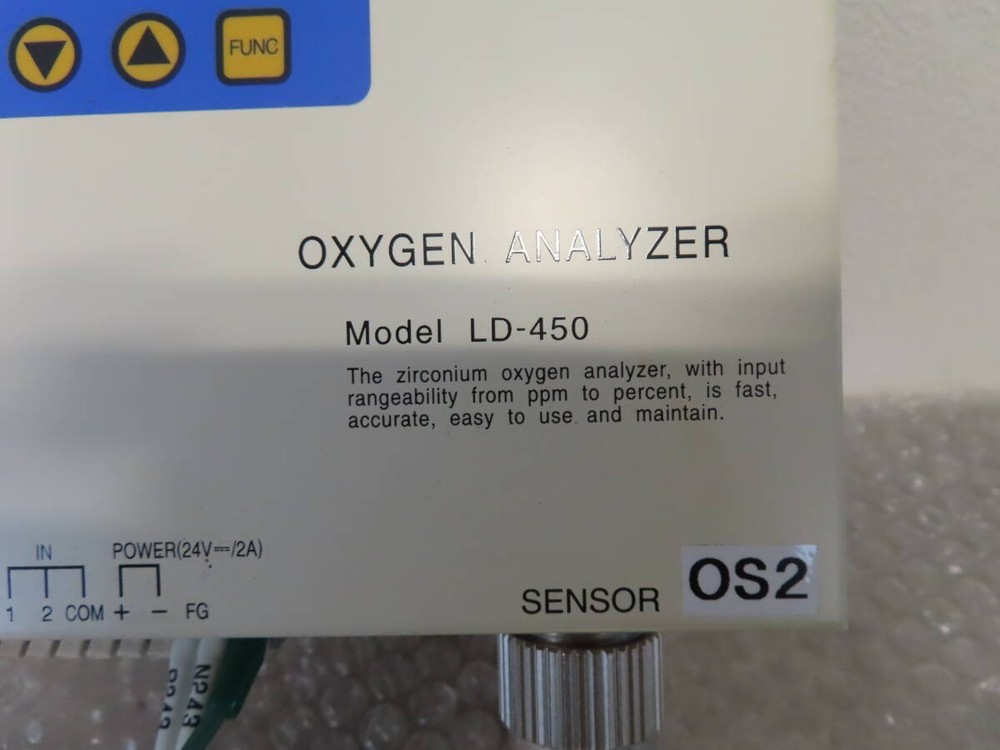 FUNC
OXYGEN ANALYZER
Model LD-450
The zirconium oxygen analyzer, with input
rangeability from ppm to percent, is fast,
accurate, easy to use and maintain.
IN
POWER(24V⎓/2A)
1 2 COM + − FG
SENSOR OS2
N243